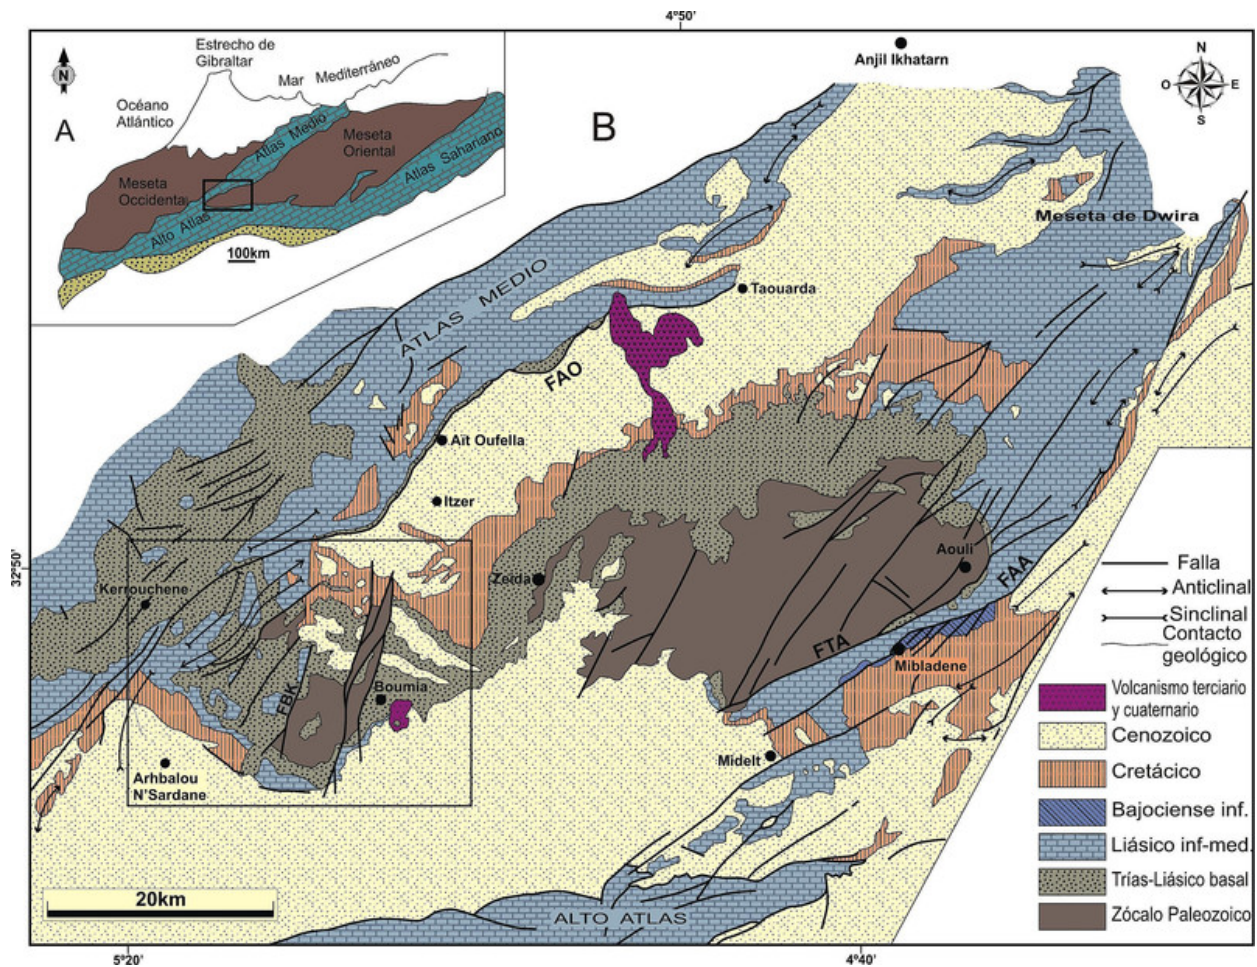 4°50'
Estrecho de
Gibraltar
Mar Mediterráneo
Océano
Atlántico
N
A
Atlas Medio
Meseta
Oriental
Atlas Sahariano
Meseta
Occidental
Alto Atlas
100km
B
Anjil Ikhatarn
N
O
E
S
Meseta de Dwira
ATLAS MEDIO
Taouarda
FAO
Aït Oufella
Itzer
32°50'
Kerrouchene
Zeida
Aouli
FAA
FTA
Mibladene
FBK
Boumia
Arhbalou
N'Sardane
Midelt
ALTO ATLAS
20km
Falla
Anticlinal
Sinclinal
Contacto
geológico
Volcanismo terciario
y cuaternario
Cenozoico
Cretácico
Bajociense inf.
Liásico inf-med.
Trías-Liásico basal
Zócalo Paleozoico
5°20'
4°40'